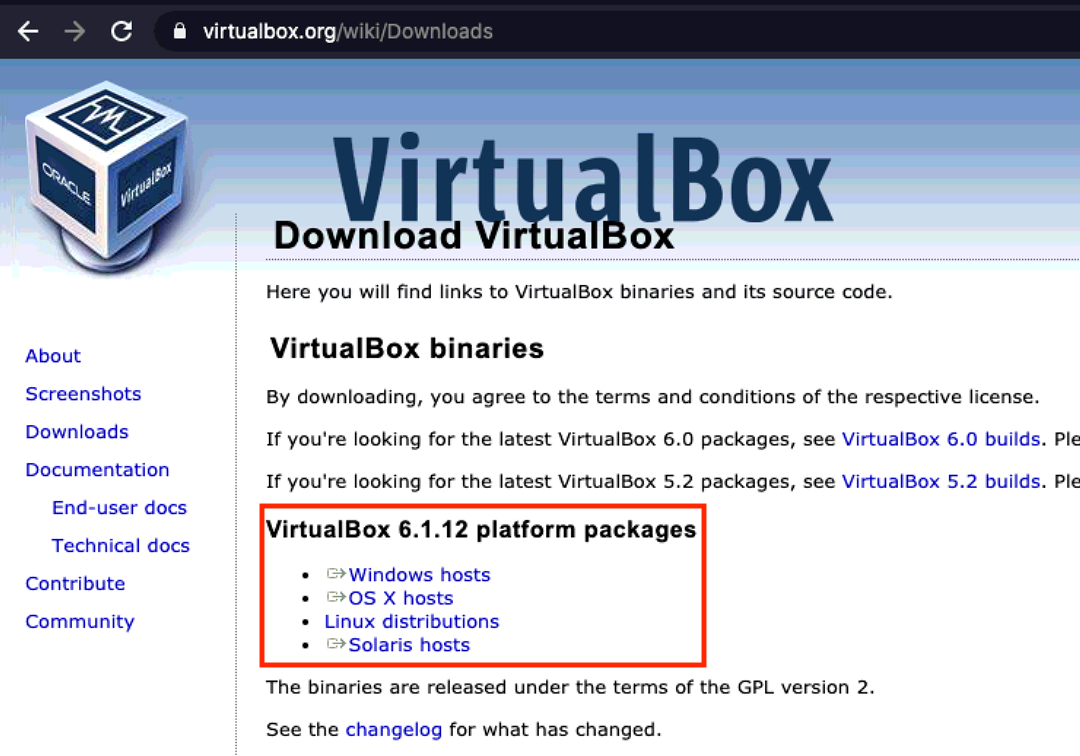 virtualbox.org/wiki/Downloads
ORACLE
VirtualBox
VirtualBox
Download VirtualBox
Here you will find links to VirtualBox binaries and its source code.
About
Screenshots
Downloads
Documentation
End-user docs
Technical docs
Contribute
Community
VirtualBox binaries
By downloading, you agree to the terms and conditions of the respective license.
If you're looking for the latest VirtualBox 6.0 packages, see VirtualBox 6.0 builds. Ple
If you're looking for the latest VirtualBox 5.2 packages, see VirtualBox 5.2 builds. Ple
VirtualBox 6.1.12 platform packages
• Windows hosts
• OS X hosts
• Linux distributions
• Solaris hosts
The binaries are released under the terms of the GPL version 2.
See the changelog for what has changed.